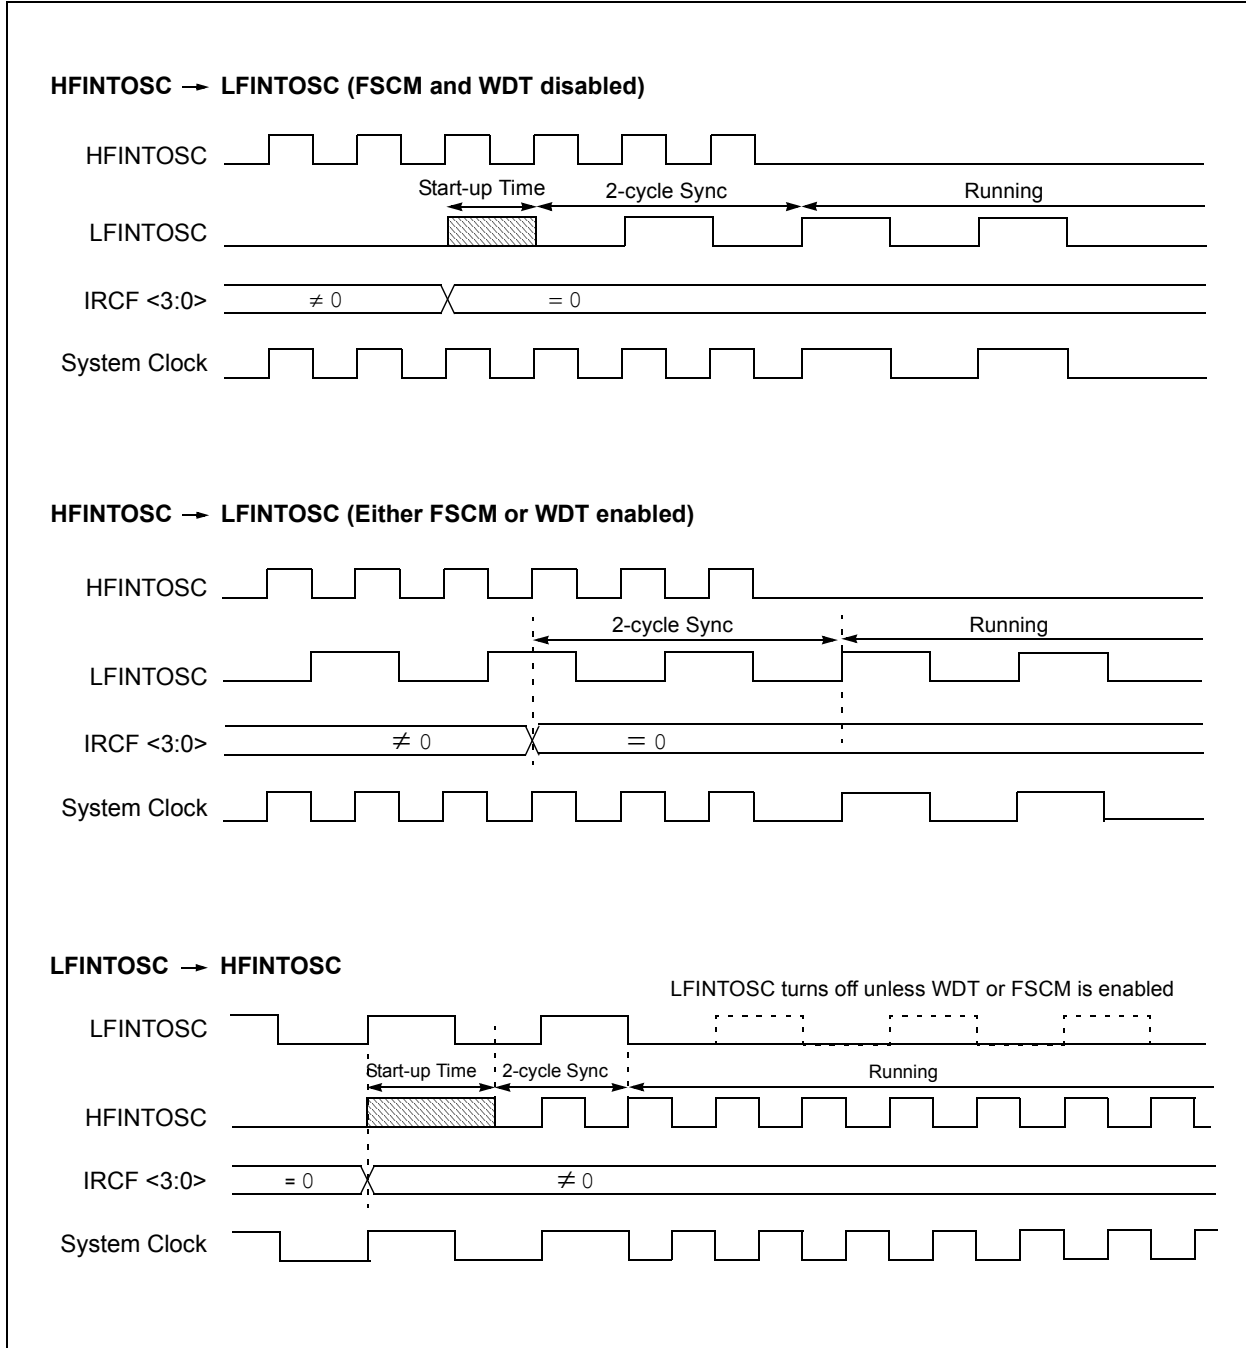 HFINTOSC → LFINTOSC (FSCM and WDT disabled)
HFINTOSC
Start-up Time 2-cycle Sync Running
LFINTOSC
IRCF <3:0> ≠ 0 = 0
System Clock
HFINTOSC → LFINTOSC (Either FSCM or WDT enabled)
HFINTOSC
2-cycle Sync Running
LFINTOSC
IRCF <3:0> ≠ 0 = 0
System Clock
LFINTOSC → HFINTOSC
LFINTOSC turns off unless WDT or FSCM is enabled
LFINTOSC
Start-up Time 2-cycle Sync Running
HFINTOSC
IRCF <3:0> = 0 ≠ 0
System Clock